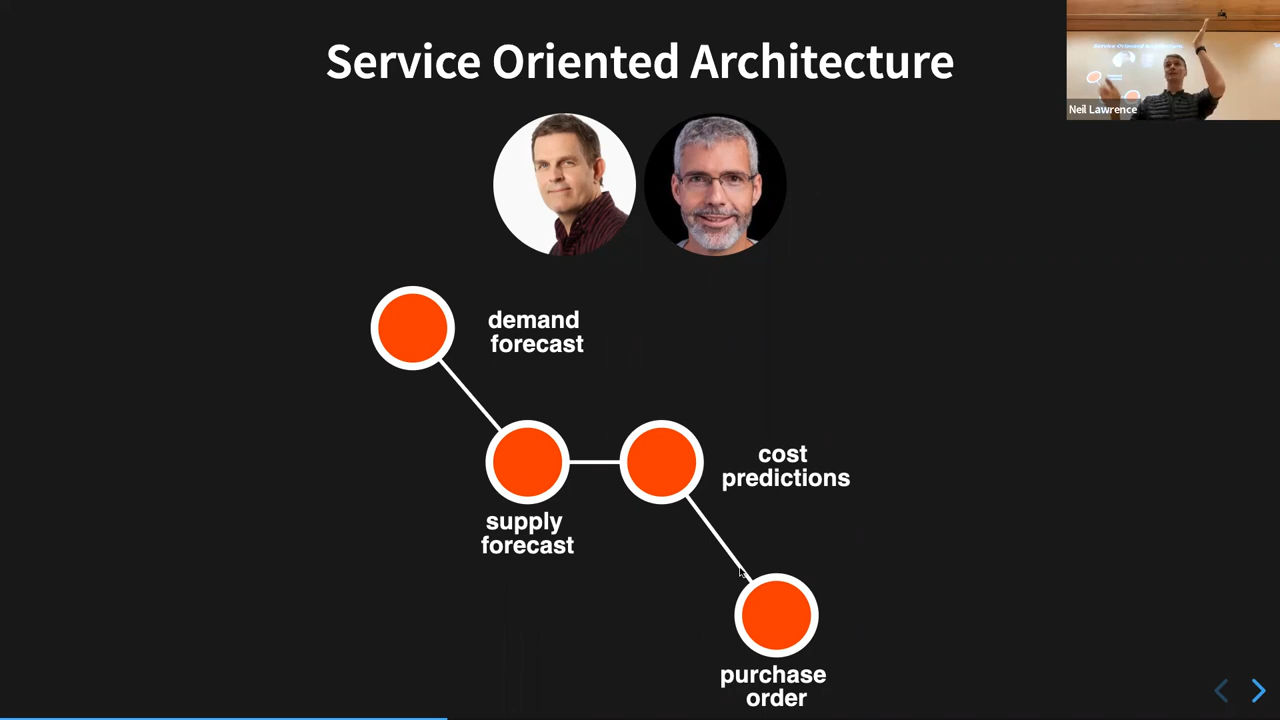 Service Oriented Architecture
Neil Lawrence
demand
forecast
cost
predictions
supply
forecast
purchase
order